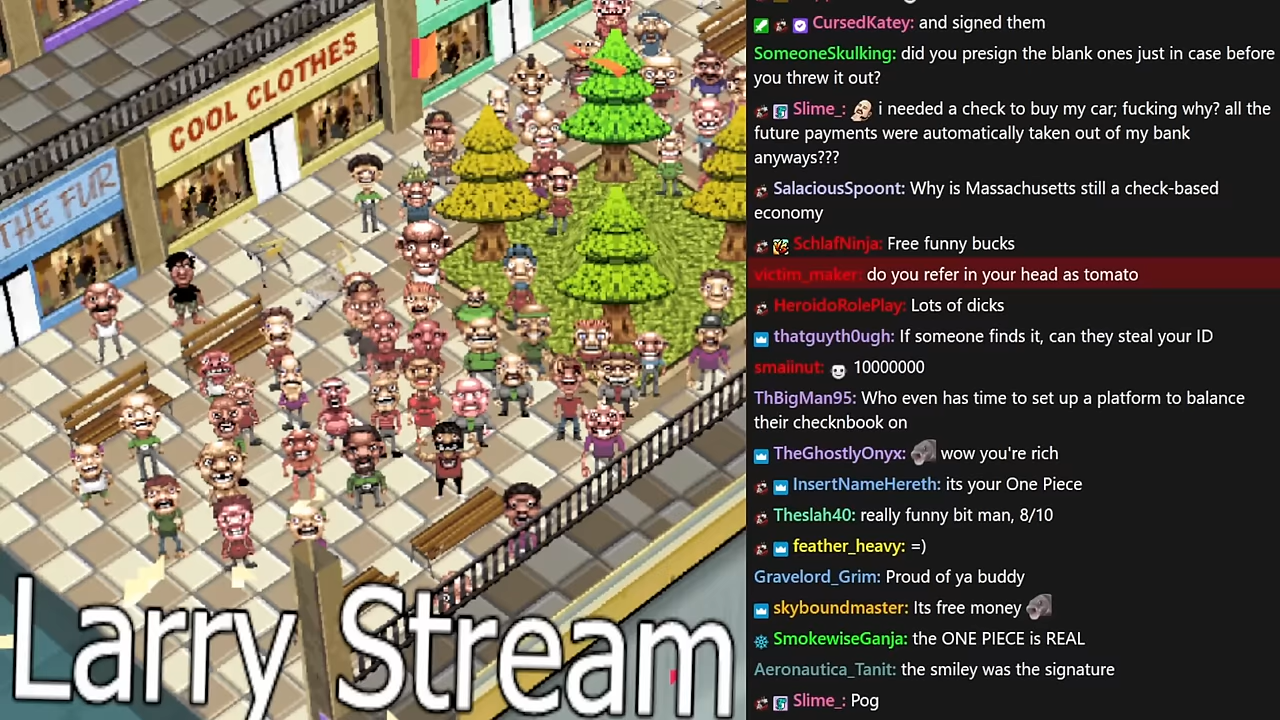 THE FUR
COOL CLOTHES
Larry Stream
CursedKatey: and signed them
SomeoneSkulking: did you presign the blank ones just in case before
you threw it out?
Slime_: i needed a check to buy my car; fucking why? all the
future payments were automatically taken out of my bank
anyways???
SalaciousSpoont: Why is Massachusetts still a check-based
economy
SchlafNinja: Free funny bucks
victim_maker: do you refer in your head as tomato
HeroidoRolePlay: Lots of dicks
thatguyth0ugh: If someone finds it, can they steal your ID
smaiinut: 10000000
ThBigMan95: Who even has time to set up a platform to balance
their checknbook on
TheGhostlyOnyx: wow you're rich
InsertNameHereth: its your One Piece
Theslah40: really funny bit man, 8/10
feather_heavy: =)
Gravelord_Grim: Proud of ya buddy
skyboundmaster: Its free money
SmokewiseGanja: the ONE PIECE is REAL
Aeronautica_Tanit: the smiley was the signature
Slime_: Pog